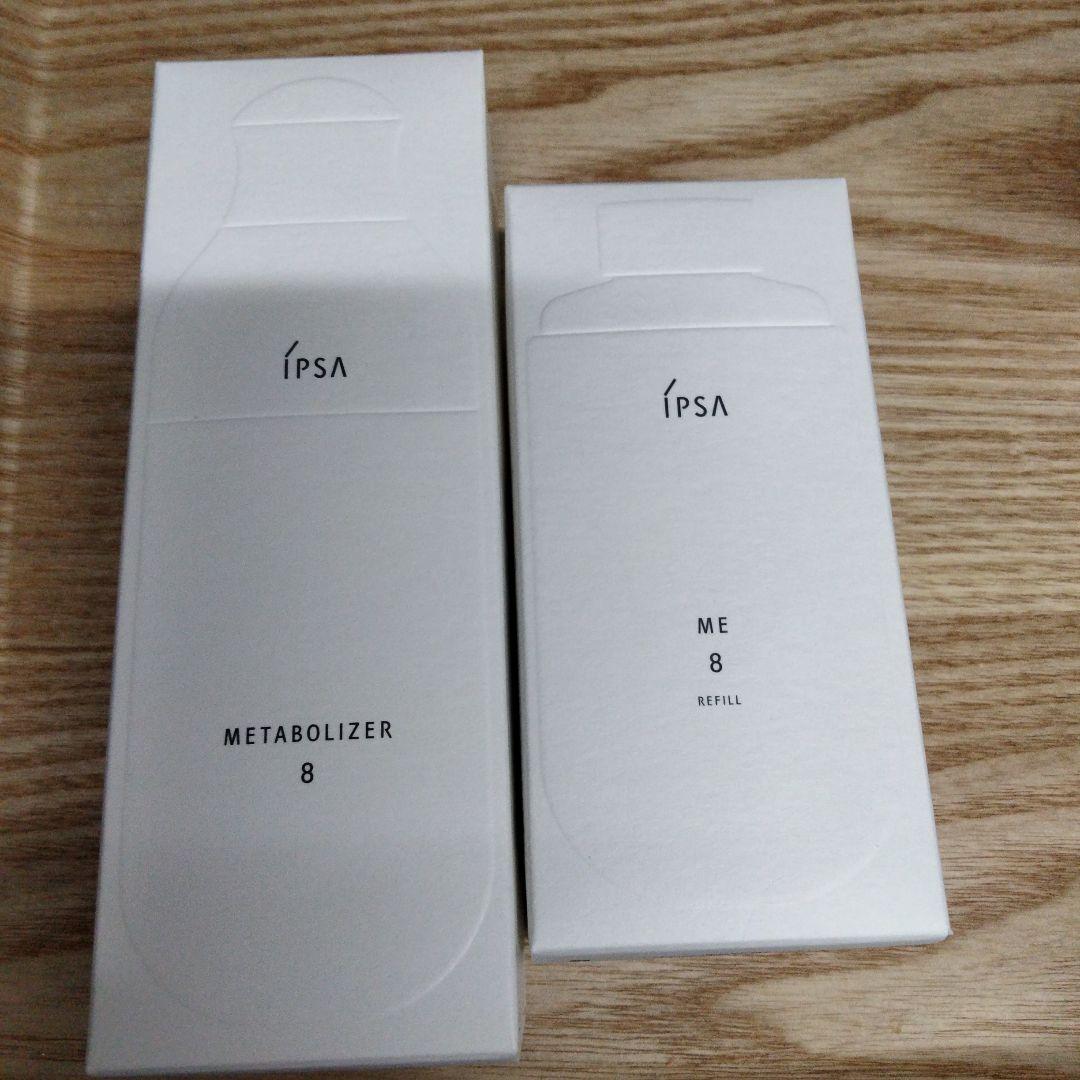 íPSA
METABOLIZER
8
íPSA
ME
8
REFILL